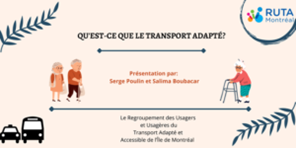 RUTA
Montréal
QU'EST-CE QUE LE TRANSPORT ADAPTÉ?
Présentation par:
Serge Poulin et Salima Boubacar
Le Regroupement des Usagers
et Usagères du
Transport Adapté et
Accessible de l'Île de Montréal